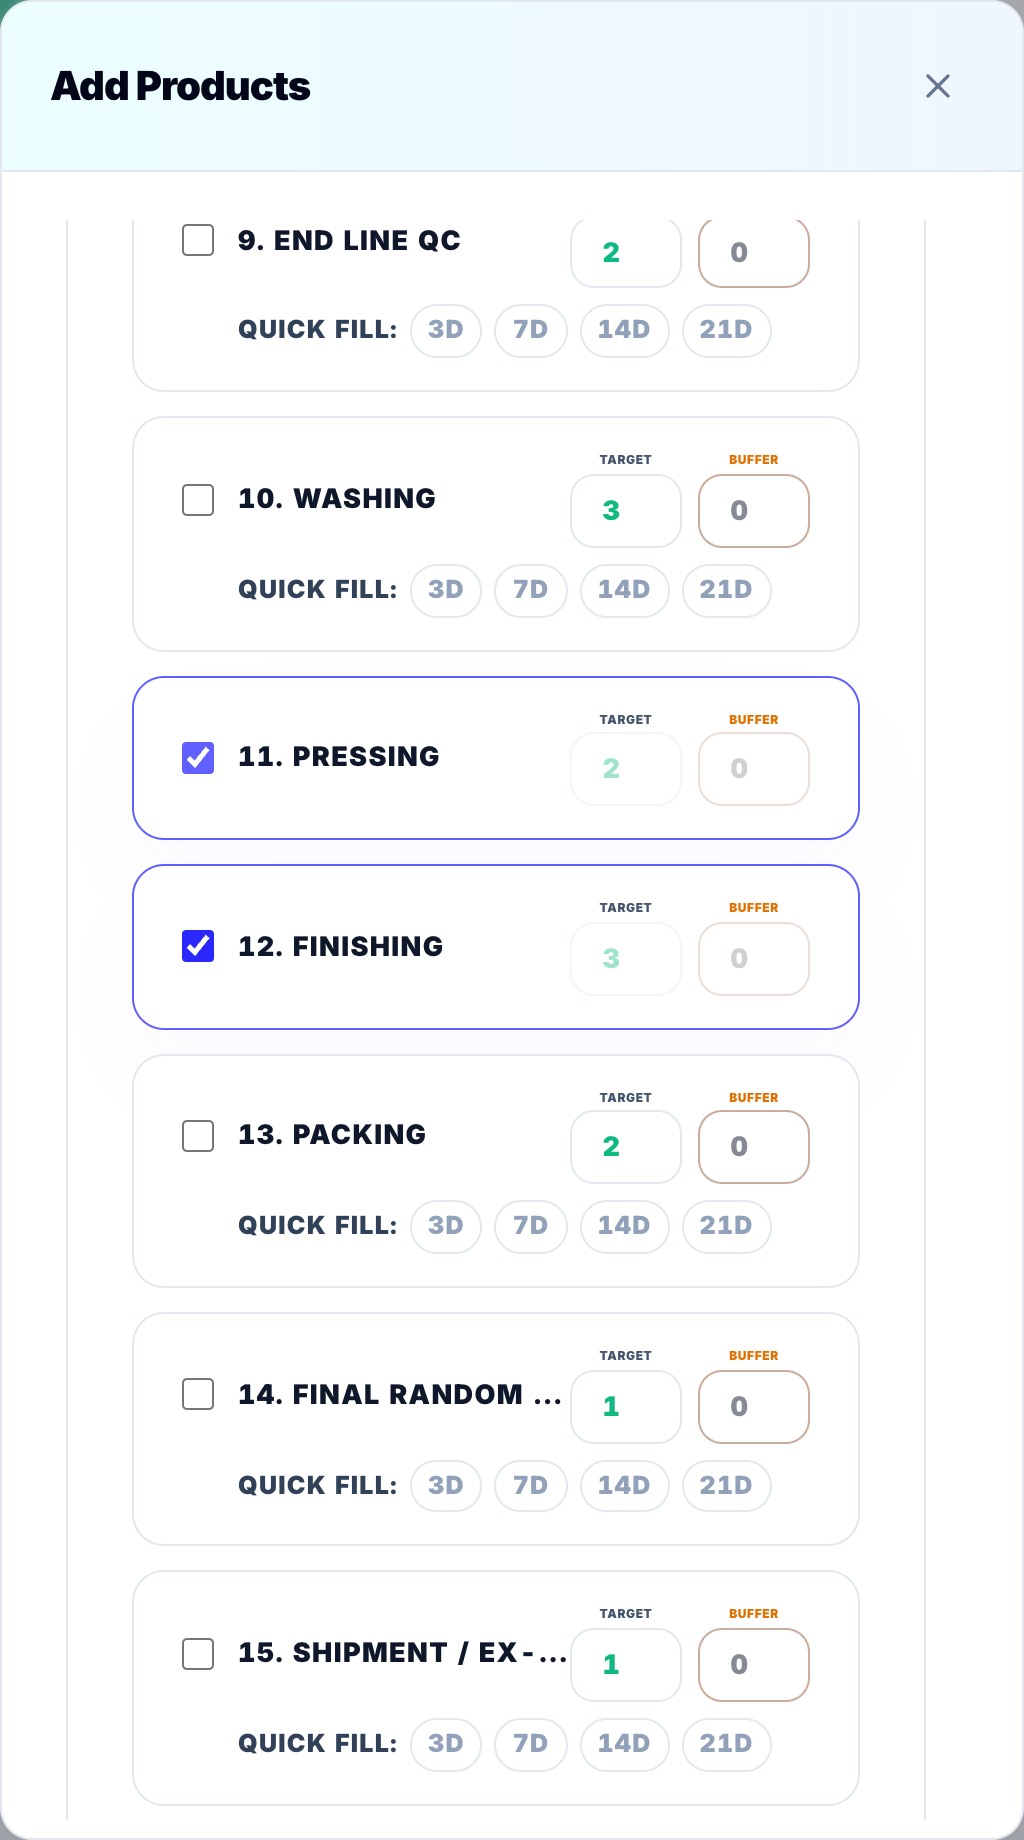 Add Products
9. END LINE QC 2 0
QUICK FILL: 3D 7D 14D 21D
TARGET BUFFER
10. WASHING 3 0
QUICK FILL: 3D 7D 14D 21D
TARGET BUFFER
11. PRESSING 2 0
TARGET BUFFER
12. FINISHING 3 0
TARGET BUFFER
13. PACKING 2 0
QUICK FILL: 3D 7D 14D 21D
TARGET BUFFER
14. FINAL RANDOM ... 1 0
QUICK FILL: 3D 7D 14D 21D
TARGET BUFFER
15. SHIPMENT / EX-... 1 0
QUICK FILL: 3D 7D 14D 21D